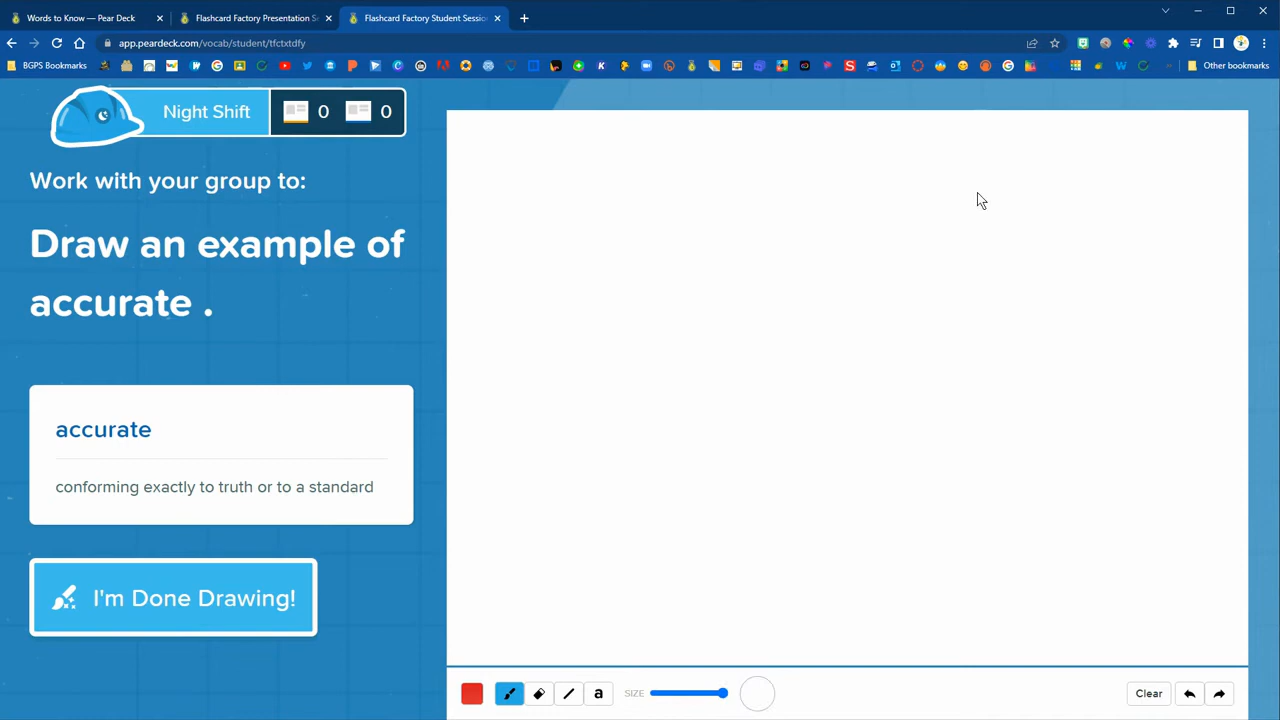 Words to Know — Pear Deck
Flashcard Factory Presentation Se
Flashcard Factory Student Session
app.peardeck.com/vocab/student/tfctxtdfy
BGPS Bookmarks
Other bookmarks
Night Shift
0
0
Work with your group to:
Draw an example of
accurate .
accurate
conforming exactly to truth or to a standard
I'm Done Drawing!
a
SIZE
Clear